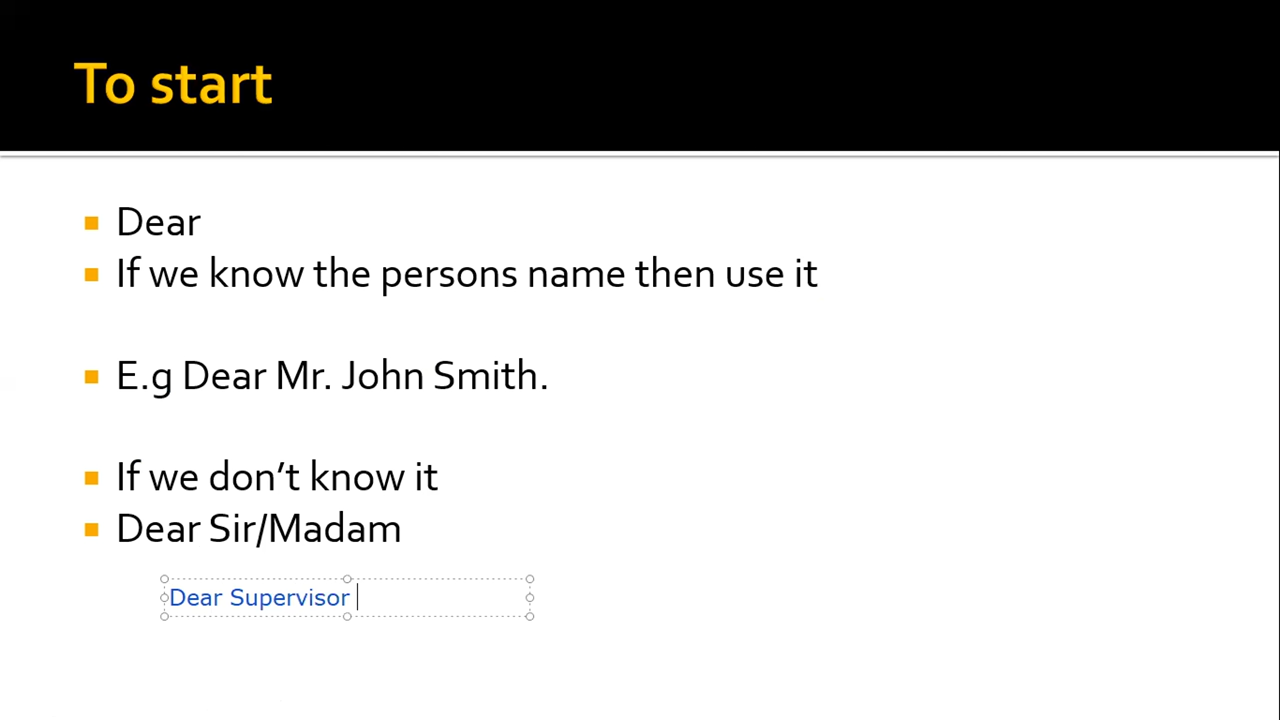 To start
Dear
If we know the persons name then use it
E.g Dear Mr. John Smith.
If we don’t know it
Dear Sir/Madam
Dear Supervisor